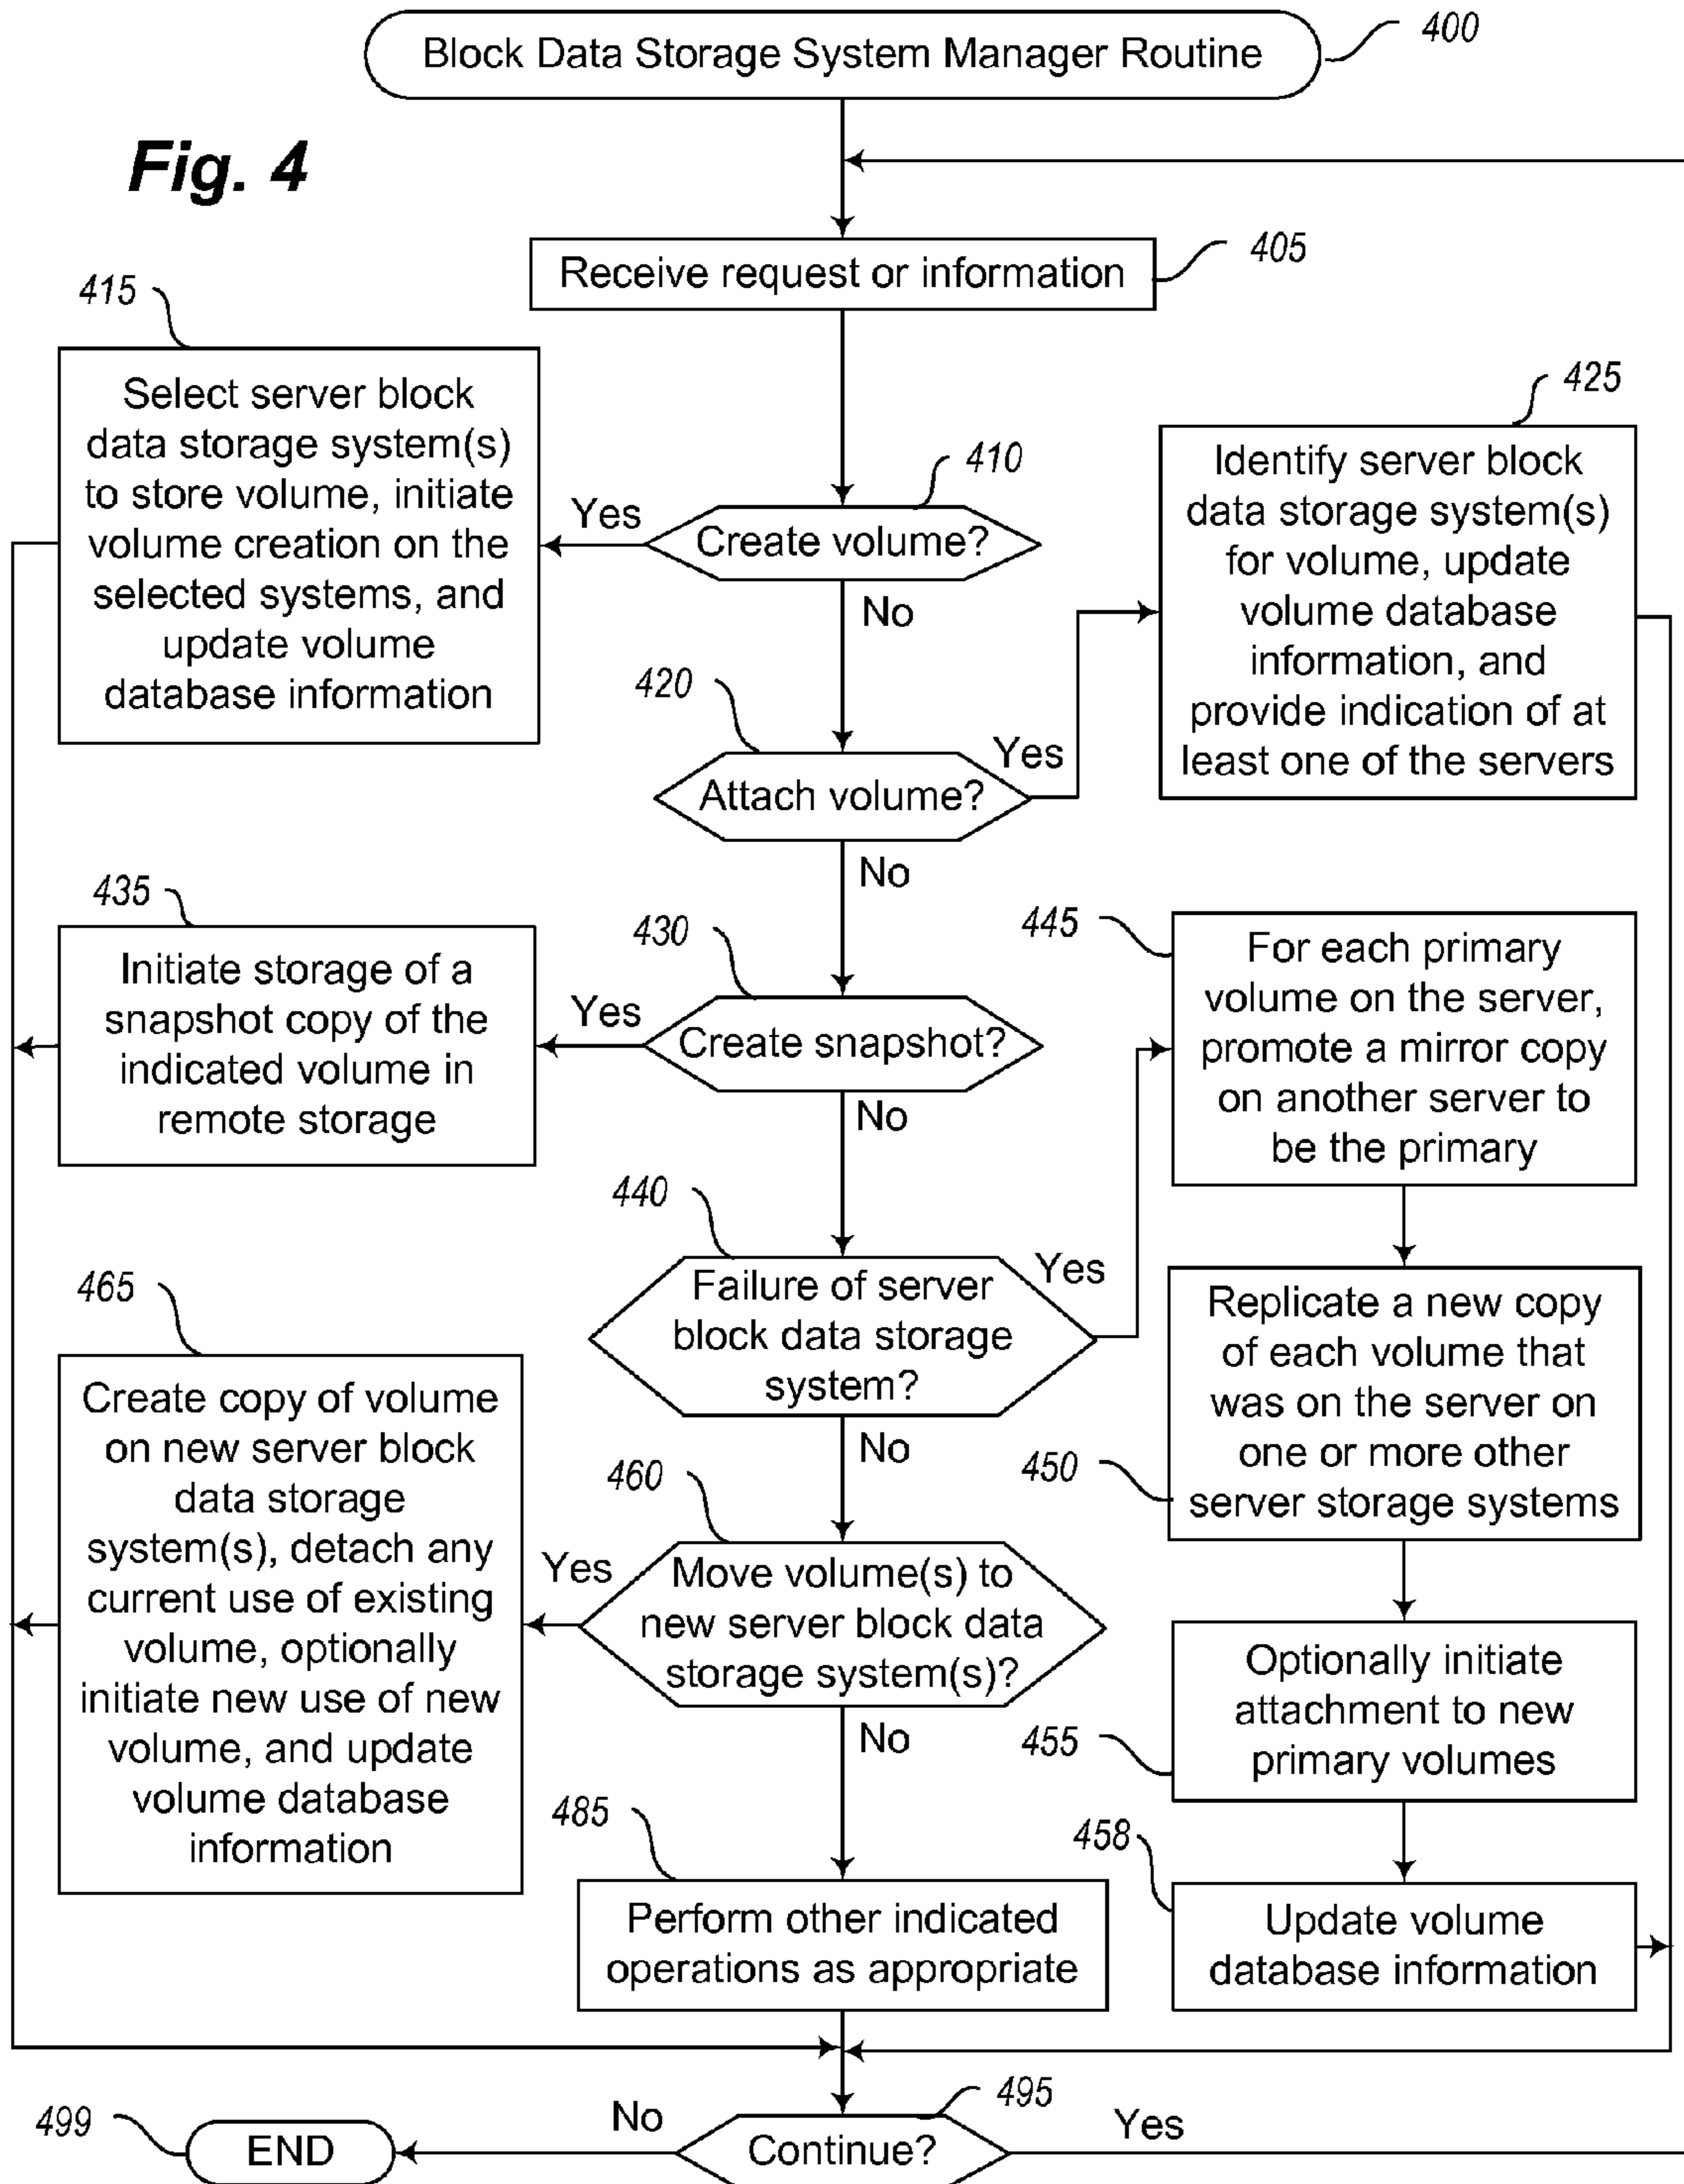 Block Data Storage System Manager Routine
400
Fig. 4
Receive request or information
405
415
Select server block
data storage system(s)
to store volume, initiate
volume creation on the
selected systems, and
update volume
database information
Yes
410
Create volume?
No
425
Identify server block
data storage system(s)
for volume, update
volume database
information, and
provide indication of at
least one of the servers
420
Yes
Attach volume?
No
435
Initiate storage of a
snapshot copy of the
indicated volume in
remote storage
430
Yes
Create snapshot?
No
445
For each primary
volume on the server,
promote a mirror copy
on another server to
be the primary
440
Yes
Failure of server
block data storage
system?
No
450
Replicate a new copy
of each volume that
was on the server on
one or more other
server storage systems
465
Create copy of volume
on new server block
data storage
system(s), detach any
current use of existing
volume, optionally
initiate new use of new
volume, and update
volume database
information
460
Yes
Move volume(s) to
new server block data
storage system(s)?
No
455
Optionally initiate
attachment to new
primary volumes
485
Perform other indicated
operations as appropriate
458
Update volume
database information
499
END
No
495
Continue?
Yes